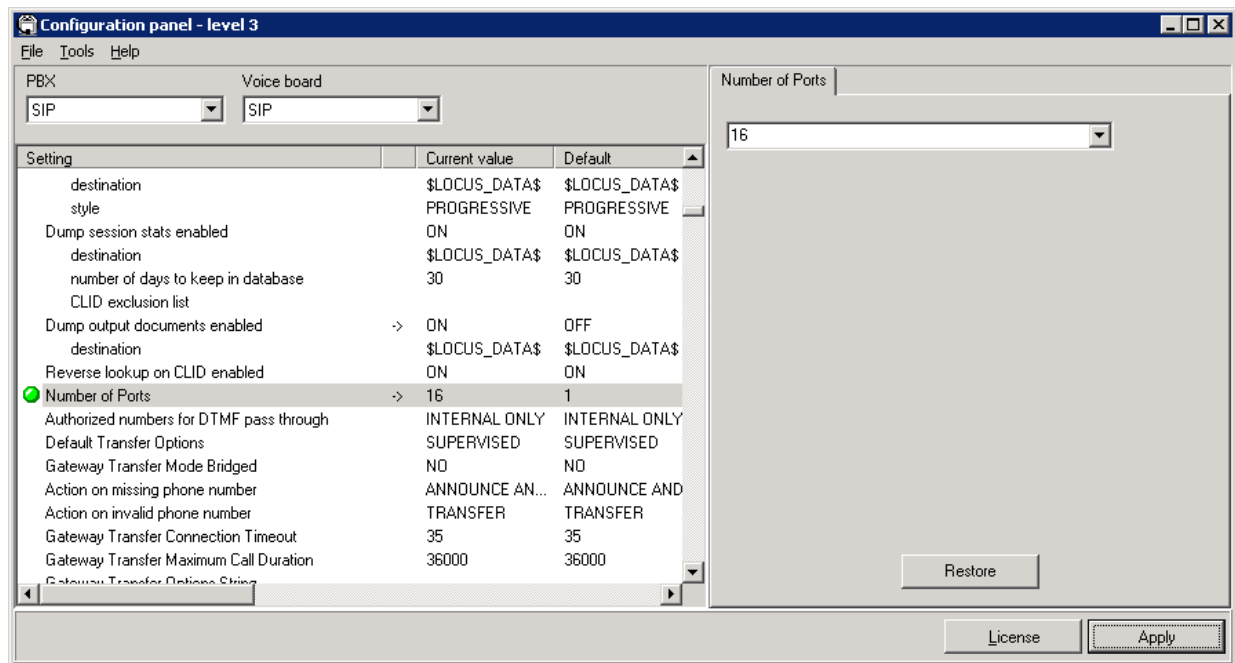 Configuration panel - level 3
File Tools Help
PBX Voice board
SIP SIP
Number of Ports
16
Setting Current value Default
destination $LOCUS_DATA$ $LOCUS_DATA$
style PROGRESSIVE PROGRESSIVE
Dump session stats enabled ON ON
destination $LOCUS_DATA$ $LOCUS_DATA$
number of days to keep in database 30 30
CLID exclusion list
Dump output documents enabled -> ON OFF
destination $LOCUS_DATA$ $LOCUS_DATA$
Reverse lookup on CLID enabled ON ON
Number of Ports -> 16 1
Authorized numbers for DTMF pass through INTERNAL ONLY INTERNAL ONLY
Default Transfer Options SUPERVISED SUPERVISED
Gateway Transfer Mode Bridged NO NO
Action on missing phone number ANNOUNCE AN... ANNOUNCE AND
Action on invalid phone number TRANSFER TRANSFER
Gateway Transfer Connection Timeout 35 35
Gateway Transfer Maximum Call Duration 36000 36000
Gateway Transfer Options String
Restore
License Apply